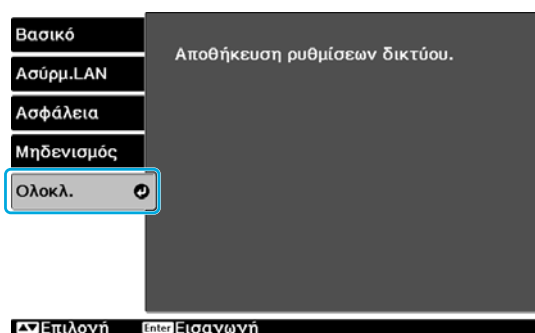 Βασικό
Αποθήκευση ρυθμίσεων δικτύου.
Ασύρμ.LAN
Ασφάλεια
Μηδενισμός
Ολοκλ.
Επιλογή Enter Εισαγωγή